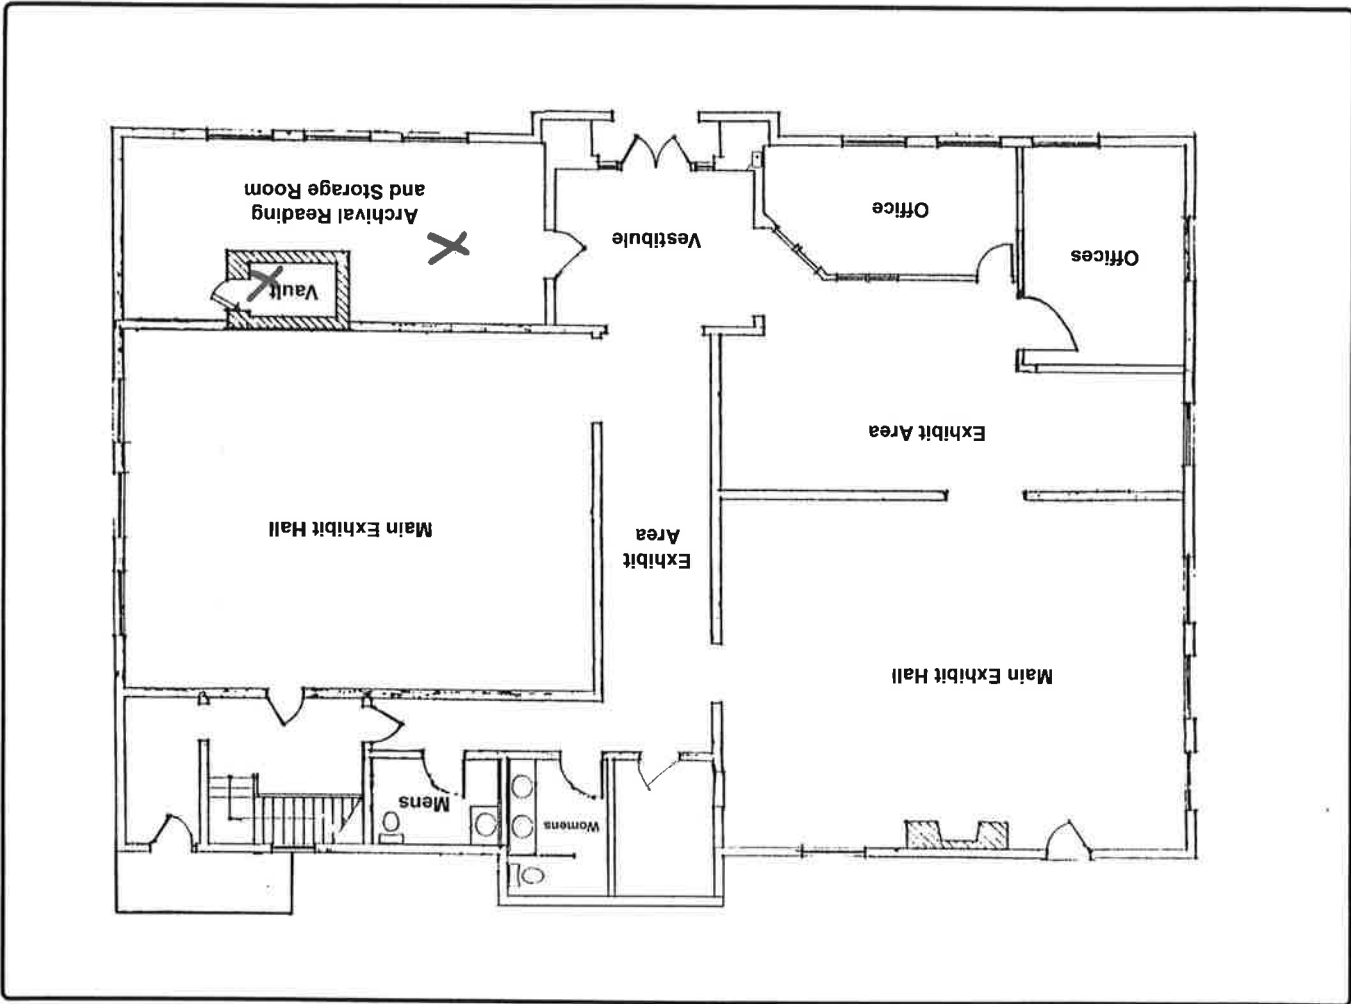 Womens
Mens
Main Exhibit Hall
Exhibit
Area
Main Exhibit Hall
Exhibit Area
Vault
Offices
Office
Vestibule
Archival Reading
and Storage Room